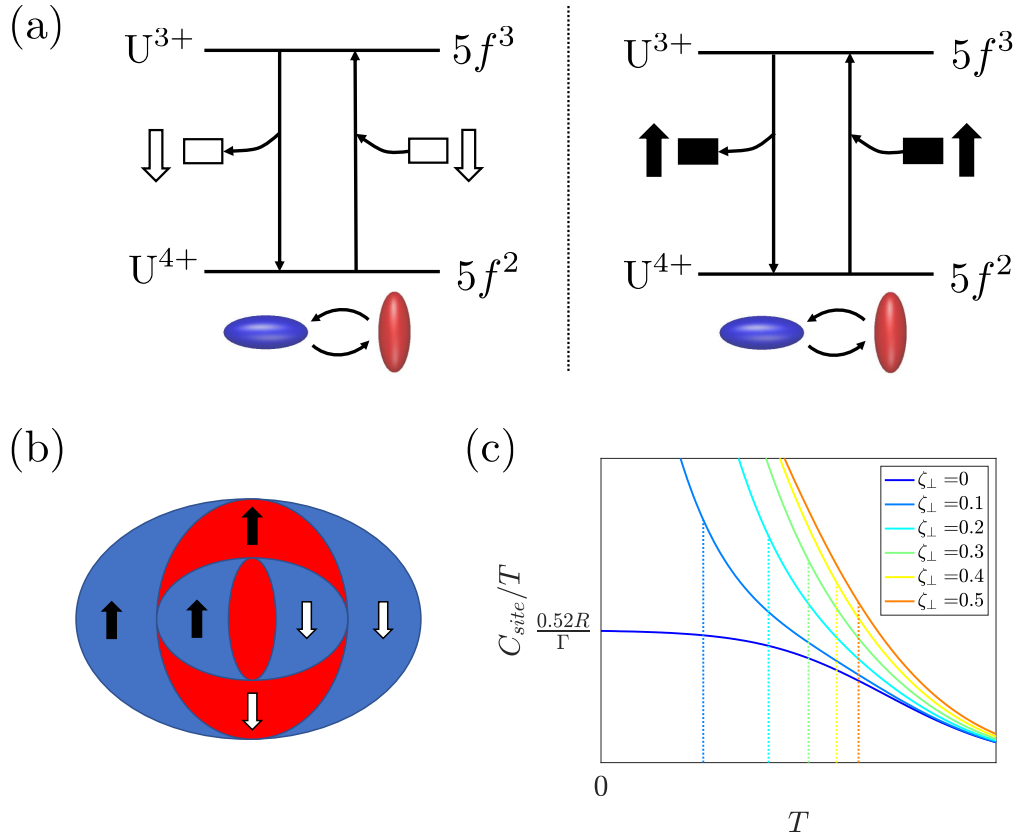 (a)
U³⁺ 5f³
U⁴⁺ 5f²
U³⁺ 5f³
U⁴⁺ 5f²
(b)
(c)
C_site/T
0.52R/Γ
ζ⊥=0
ζ⊥=0.1
ζ⊥=0.2
ζ⊥=0.3
ζ⊥=0.4
ζ⊥=0.5
0
T